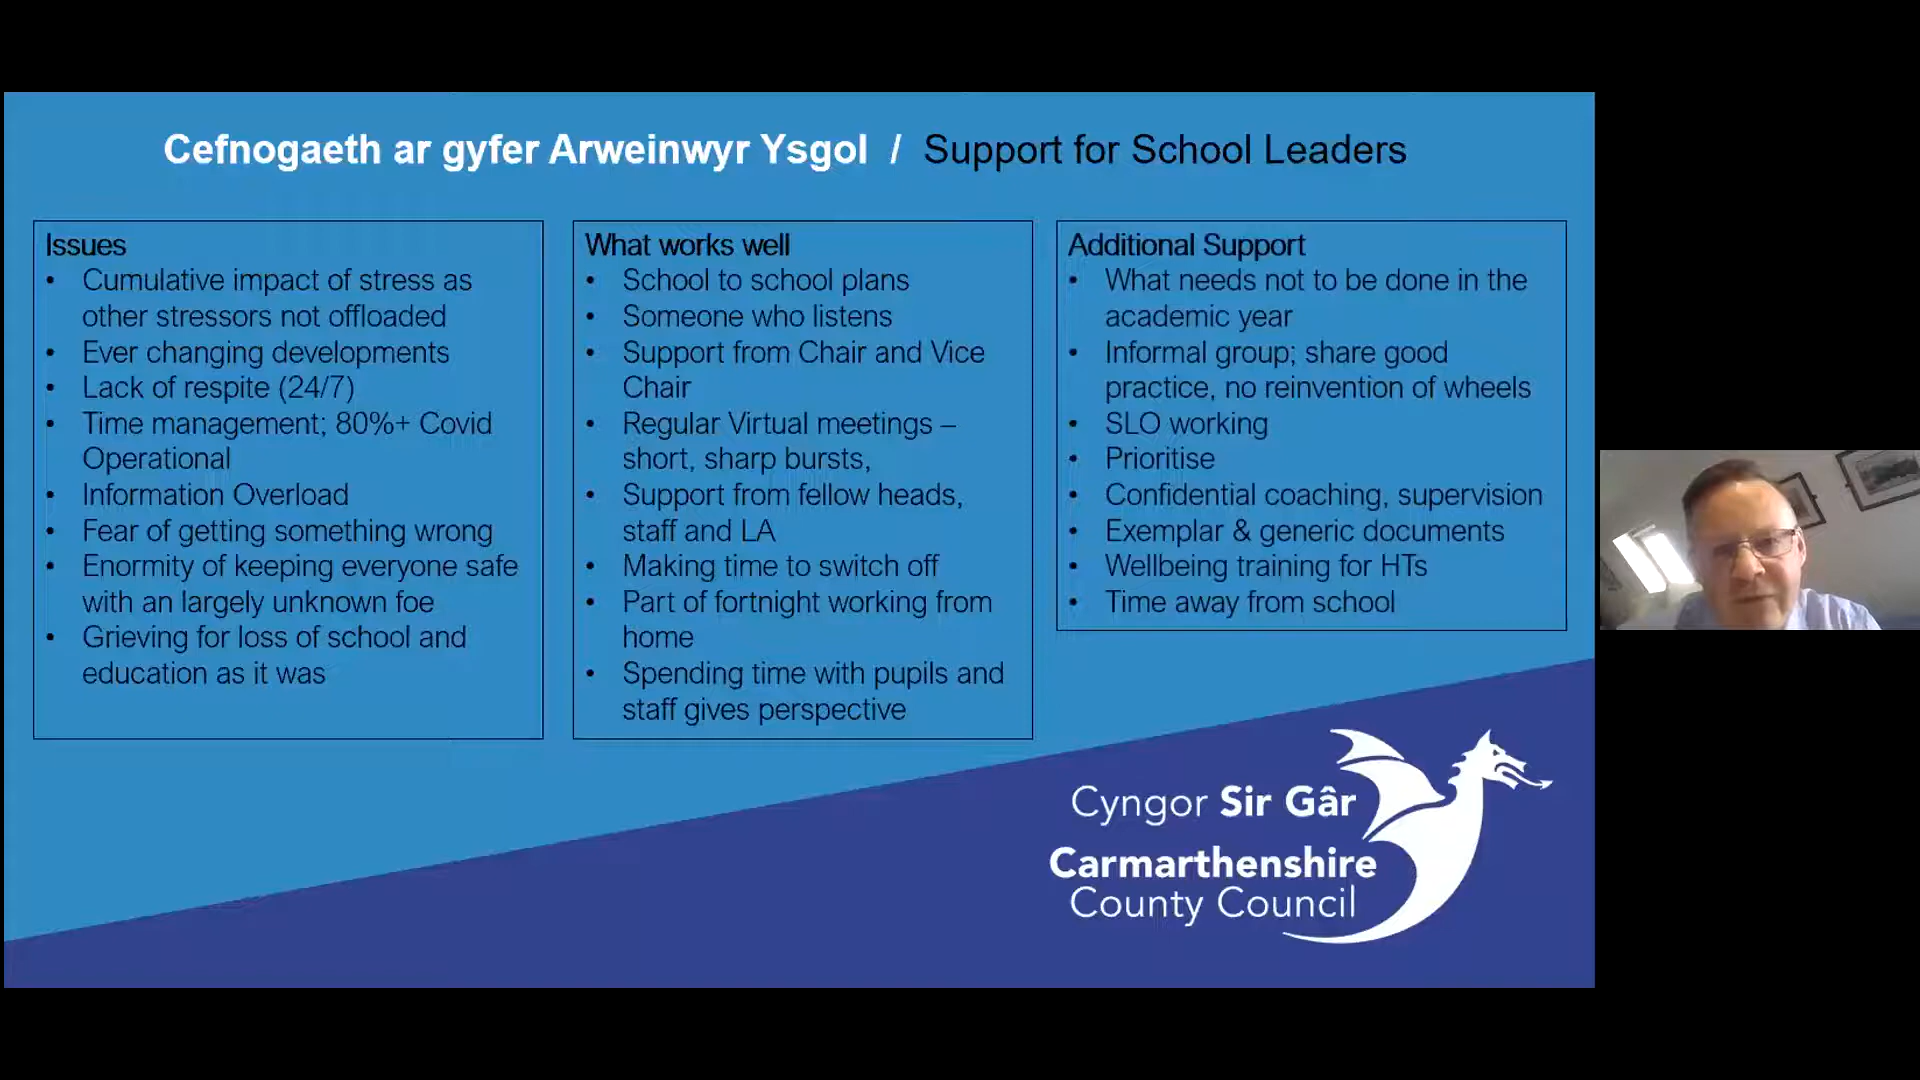 Cefnogaeth ar gyfer Arweinwyr Ysgol / Support for School Leaders
Issues
• Cumulative impact of stress as
other stressors not offloaded
• Ever changing developments
• Lack of respite (24/7)
• Time management; 80%+ Covid
Operational
• Information Overload
• Fear of getting something wrong
• Enormity of keeping everyone safe
with an largely unknown foe
• Grieving for loss of school and
education as it was
What works well
• School to school plans
• Someone who listens
• Support from Chair and Vice
Chair
• Regular Virtual meetings –
short, sharp bursts,
• Support from fellow heads,
staff and LA
• Making time to switch off
• Part of fortnight working from
home
• Spending time with pupils and
staff gives perspective
Additional Support
• What needs not to be done in the
academic year
• Informal group; share good
practice, no reinvention of wheels
• SLO working
• Prioritise
• Confidential coaching, supervision
• Exemplar & generic documents
• Wellbeing training for HTs
• Time away from school
Cyngor Sir Gâr
Carmarthenshire
County Council